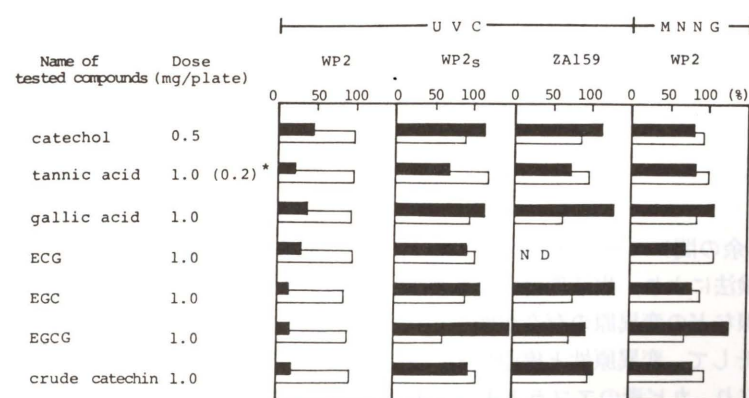 U V C M N N G
Name of Dose WP2 WP2s ZA159 WP2
tested compounds (mg/plate)
0 50 100 0 50 100 0 50 100 0 50 100 (%)
catechol 0.5
tannic acid 1.0 (0.2) *
gallic acid 1.0
ECG 1.0 N D
EGC 1.0
EGCG 1.0
crude catechin 1.0